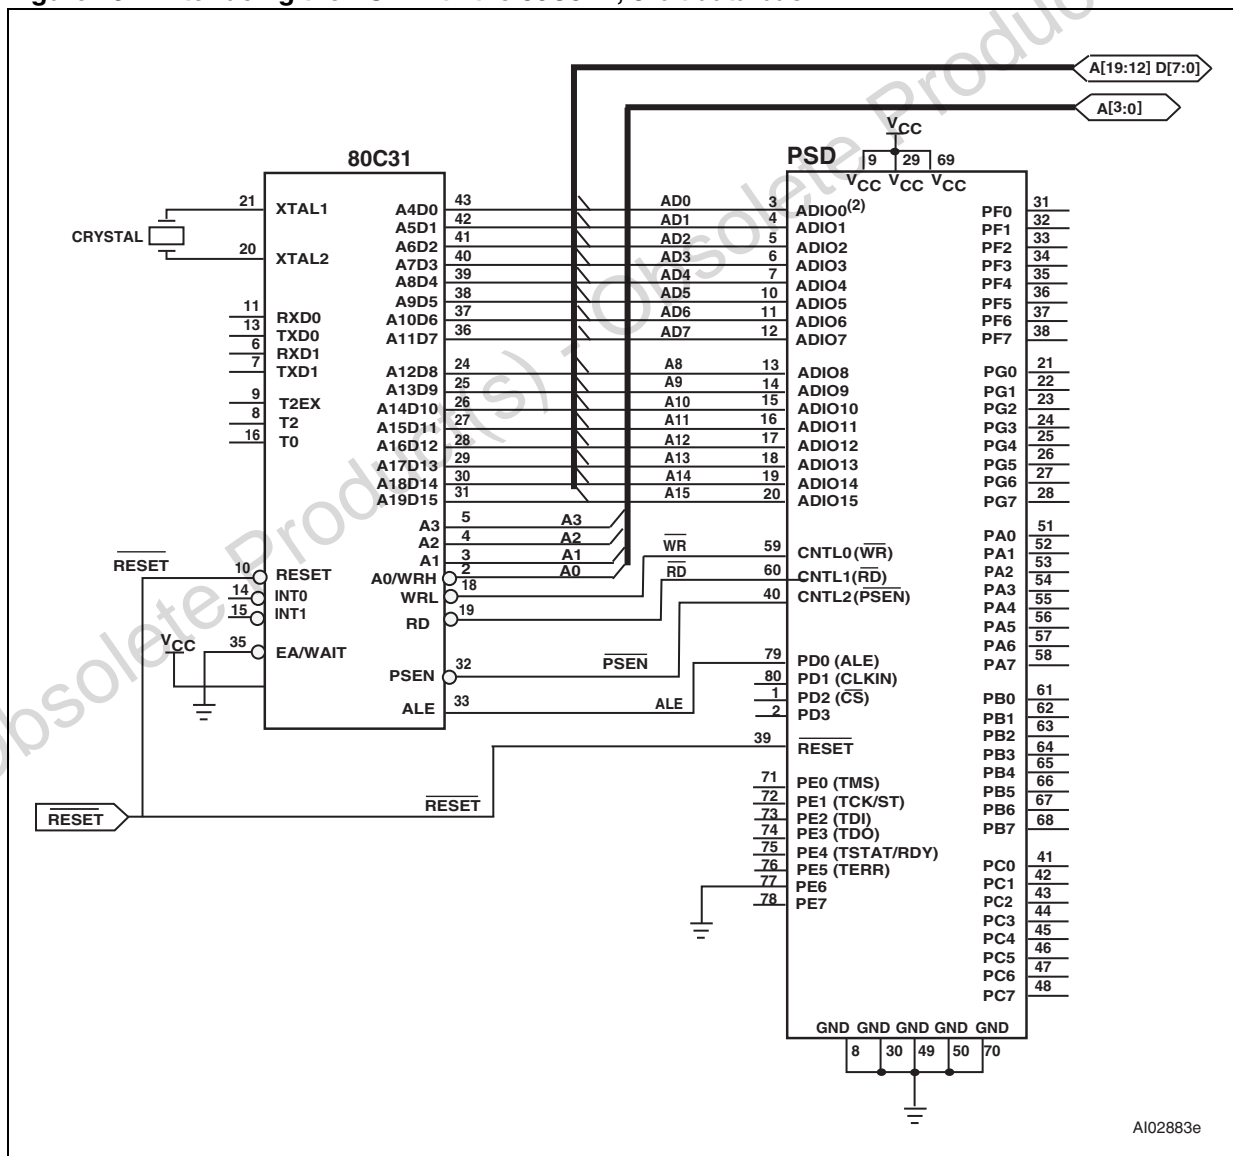 A[19:12] D[7:0]
A[3:0]
80C31
PSD
VCC
9 29 69
VCC VCC VCC
CRYSTAL
21 XTAL1
20 XTAL2
11 RXD0
13 TXD0
6 RXD1
7 TXD1
9 T2EX
8 T2
16 T0
RESET
10 RESET
14 INT0
15 INT1
VCC
35 EA/WAIT
A4D0 43 AD0 3 ADIO0(2)
A5D1 42 AD1 4 ADIO1
A6D2 41 AD2 5 ADIO2
A7D3 40 AD3 6 ADIO3
A8D4 39 AD4 7 ADIO4
A9D5 38 AD5 10 ADIO5
A10D6 37 AD6 11 ADIO6
A11D7 36 AD7 12 ADIO7
A12D8 24 A8 13 ADIO8
A13D9 25 A9 14 ADIO9
A14D10 26 A10 15 ADIO10
A15D11 27 A11 16 ADIO11
A16D12 28 A12 17 ADIO12
A17D13 29 A13 18 ADIO13
A18D14 30 A14 19 ADIO14
A19D15 31 A15 20 ADIO15
A3 5 A3
A2 4 A2
A1 3 A1
A0/WRH 2 A0
WRL 18 WR 59 CNTL0 (WR)
RD 19 RD 60 CNTL1(RD)
PSEN 32 PSEN 40 CNTL2(PSEN)
ALE 33 ALE 79 PD0 (ALE)
80 PD1 (CLKIN)
1 PD2 (CS)
2 PD3
39 RESET
RESET
RESET
71 PE0 (TMS)
72 PE1 (TCK/ST)
73 PE2 (TDI)
74 PE3 (TDO)
75 PE4 (TSTAT/RDY)
76 PE5 (TERR)
77 PE6
78 PE7
PF0 31
PF1 32
PF2 33
PF3 34
PF4 35
PF5 36
PF6 37
PF7 38
PG0 21
PG1 22
PG2 23
PG3 24
PG4 25
PG5 26
PG6 27
PG7 28
PA0 51
PA1 52
PA2 53
PA3 54
PA4 55
PA5 56
PA6 57
PA7 58
PB0 61
PB1 62
PB2 63
PB3 64
PB4 65
PB5 66
PB6 67
PB7 68
PC0 41
PC1 42
PC2 43
PC3 44
PC4 45
PC5 46
PC6 47
PC7 48
GND GND GND GND GND
8 30 49 50 70
AI02883e
Obsolete Product(s) - Obsolete Produc